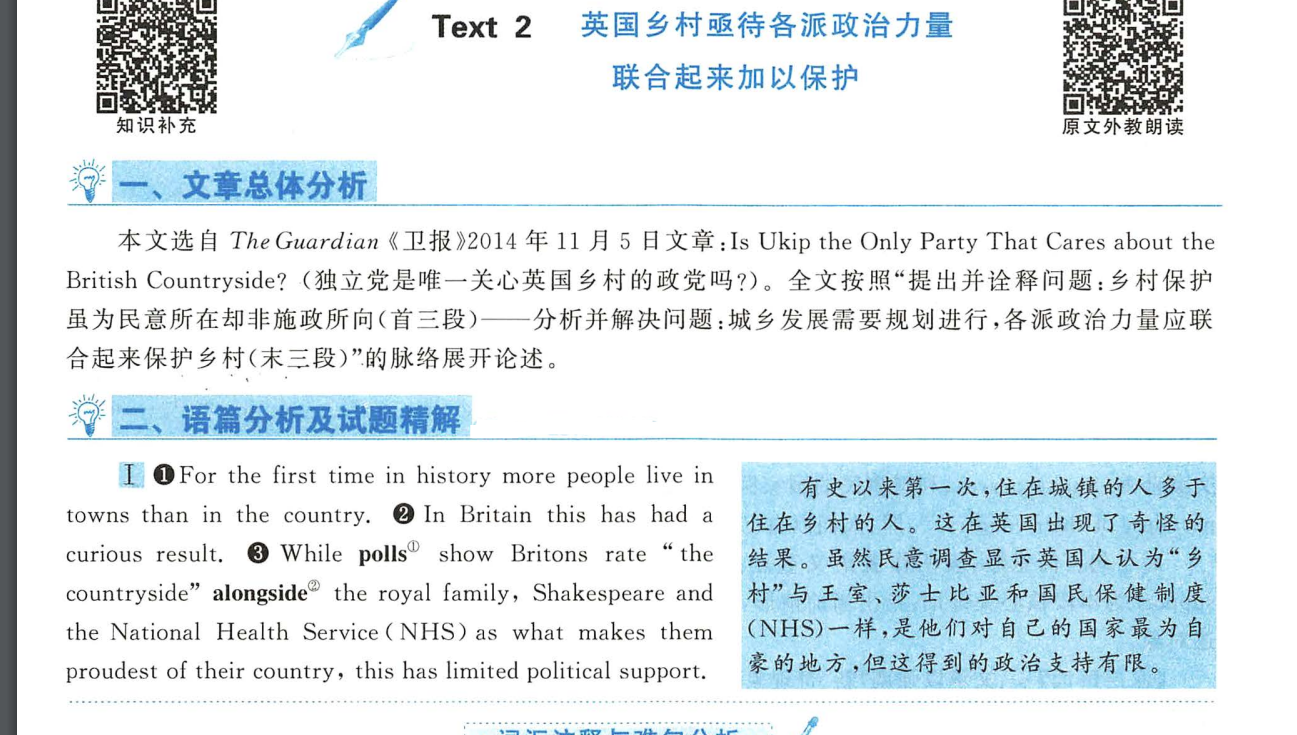 Text 2 英国乡村亟待各派政治力量
联合起来加以保护
知识补充
原文外教朗读
一、文章总体分析
本文选自 The Guardian《卫报》2014 年 11 月 5 日文章:Is Ukip the Only Party That Cares about the
British Countryside? (独立党是唯一关心英国乡村的政党吗?)。全文按照“提出并诠释问题:乡村保护
虽为民意所在却非施政所向(首三段)——分析并解决问题:城乡发展需要规划进行,各派政治力量应联
合起来保护乡村(末三段)”的脉络展开论述。
二、语篇分析及试题精解
I ❶For the first time in history more people live in
towns than in the country. ❷ In Britain this has had a
curious result. ❸ While polls① show Britons rate “the
countryside” alongside② the royal family, Shakespeare and
the National Health Service(NHS) as what makes them
proudest of their country, this has limited political support.
有史以来第一次,住在城镇的人多于
住在乡村的人。这在英国出现了奇怪的
结果。虽然民意调查显示英国人认为“乡
村”与王室、莎士比亚和国民保健制度
(NHS)一样,是他们对自己的国家最为自
豪的地方,但这得到的政治支持有限。
词汇注释与难句分析